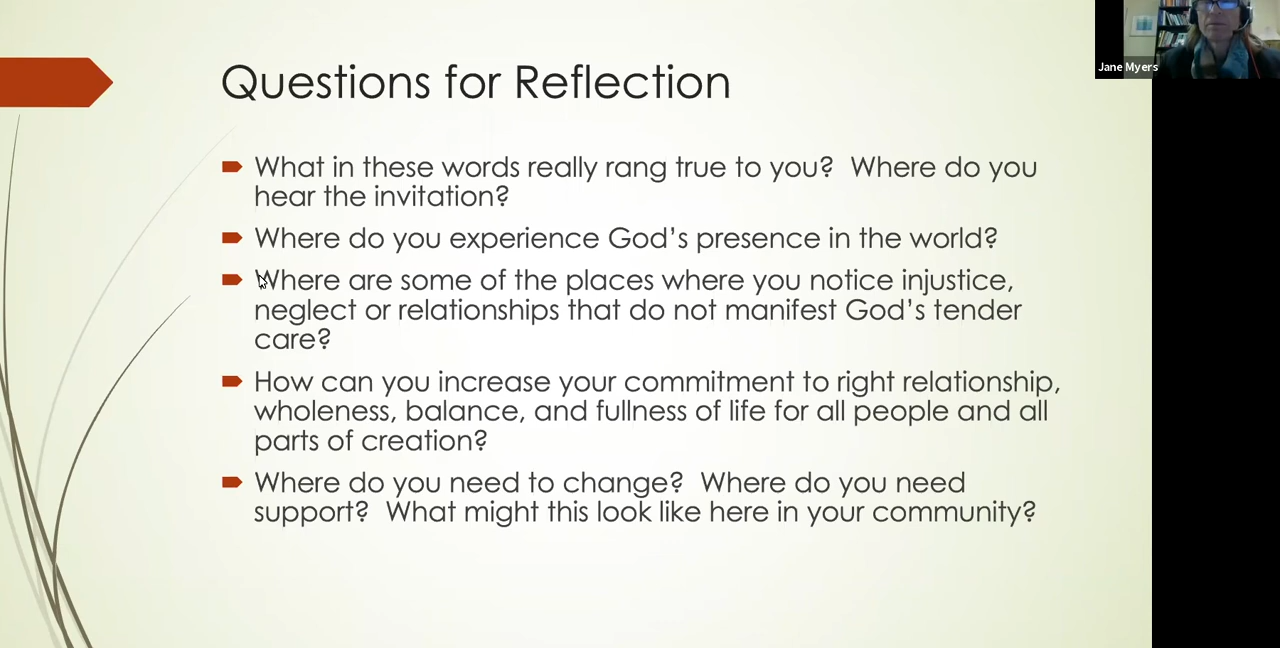 Jane Myers
Questions for Reflection
What in these words really rang true to you?  Where do you
hear the invitation?
Where do you experience God's presence in the world?
Where are some of the places where you notice injustice,
neglect or relationships that do not manifest God's tender
care?
How can you increase your commitment to right relationship,
wholeness, balance, and fullness of life for all people and all
parts of creation?
Where do you need to change?  Where do you need
support?  What might this look like here in your community?